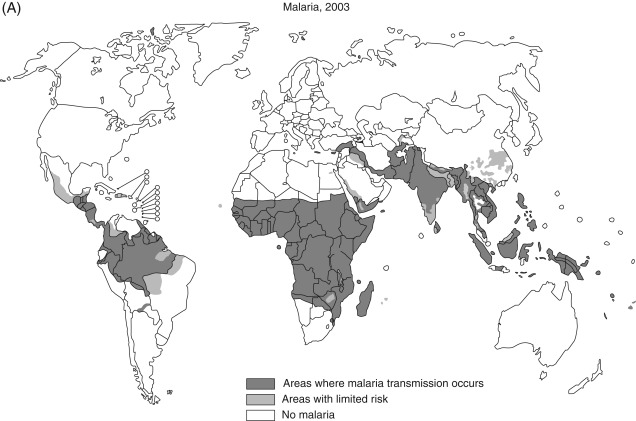 (A)
Malaria, 2003
Areas where malaria transmission occurs
Areas with limited risk
No malaria